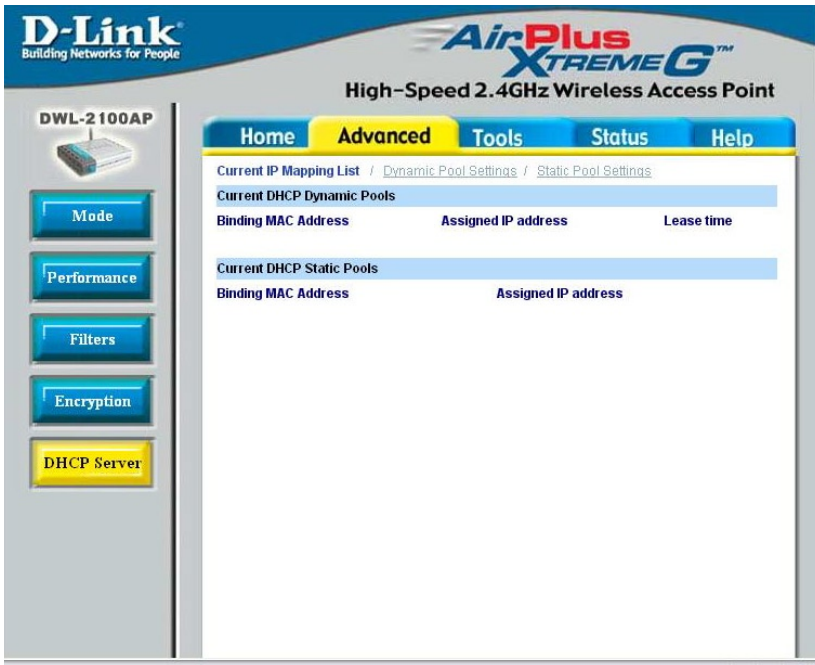 D-Link
Building Networks for People
AirPlus
XTREME G™
High-Speed 2.4GHz Wireless Access Point
DWL-2100AP
Home Advanced Tools Status Help
Current IP Mapping List / Dynamic Pool Settings / Static Pool Settings
Current DHCP Dynamic Pools
Binding MAC Address Assigned IP address Lease time
Current DHCP Static Pools
Binding MAC Address Assigned IP address
Mode
Performance
Filters
Encryption
DHCP Server